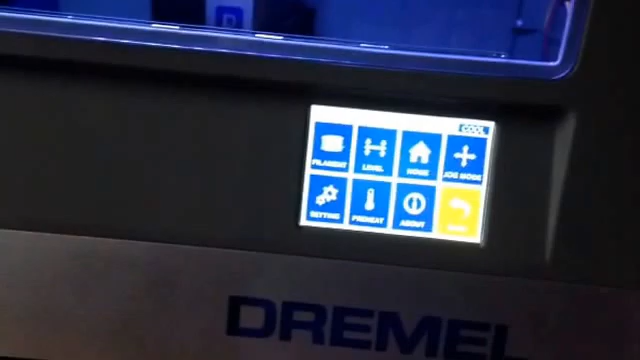 COOL
FILAMENT LEVEL HOME JOG MODE
SETTING PREHEAT ABOUT
DREMEL